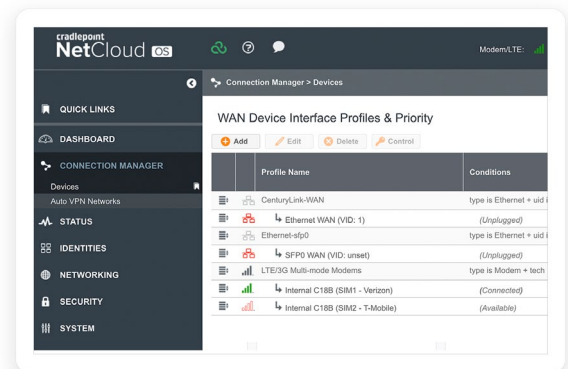 cradlepoint
NetCloud OS
Modem/LTE:
Connection Manager > Devices
QUICK LINKS
DASHBOARD
CONNECTION MANAGER
Devices
Auto VPN Networks
STATUS
IDENTITIES
NETWORKING
SECURITY
SYSTEM
WAN Device Interface Profiles & Priority
Add Edit Delete Control
Profile Name Conditions
CenturyLink-WAN type is Ethernet + uid i
Ethernet WAN (VID: 1) (Unplugged)
Ethernet-sfp0 type is Ethernet + uid i
SFP0 WAN (VID: unset) (Unplugged)
LTE/3G Multi-mode Modems type is Modem + tech
Internal C18B (SIM1 - Verizon) (Connected)
Internal C18B (SIM2 - T-Mobile) (Available)